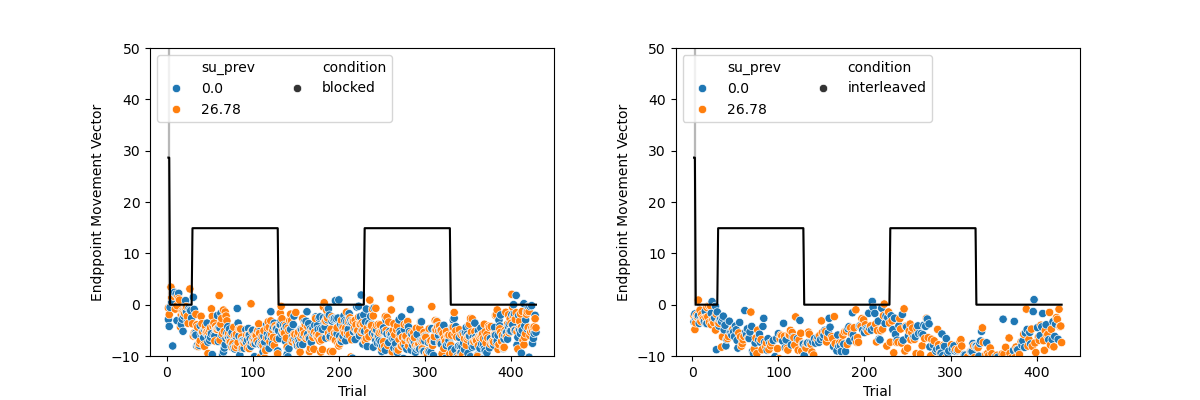 50
40
30
20
10
0
−10
0
100
200
300
400
Trial
Endppoint Movement Vector
su_prev
0.0
26.78
condition
blocked
50
40
30
20
10
0
−10
0
100
200
300
400
Trial
Endppoint Movement Vector
su_prev
0.0
26.78
condition
interleaved